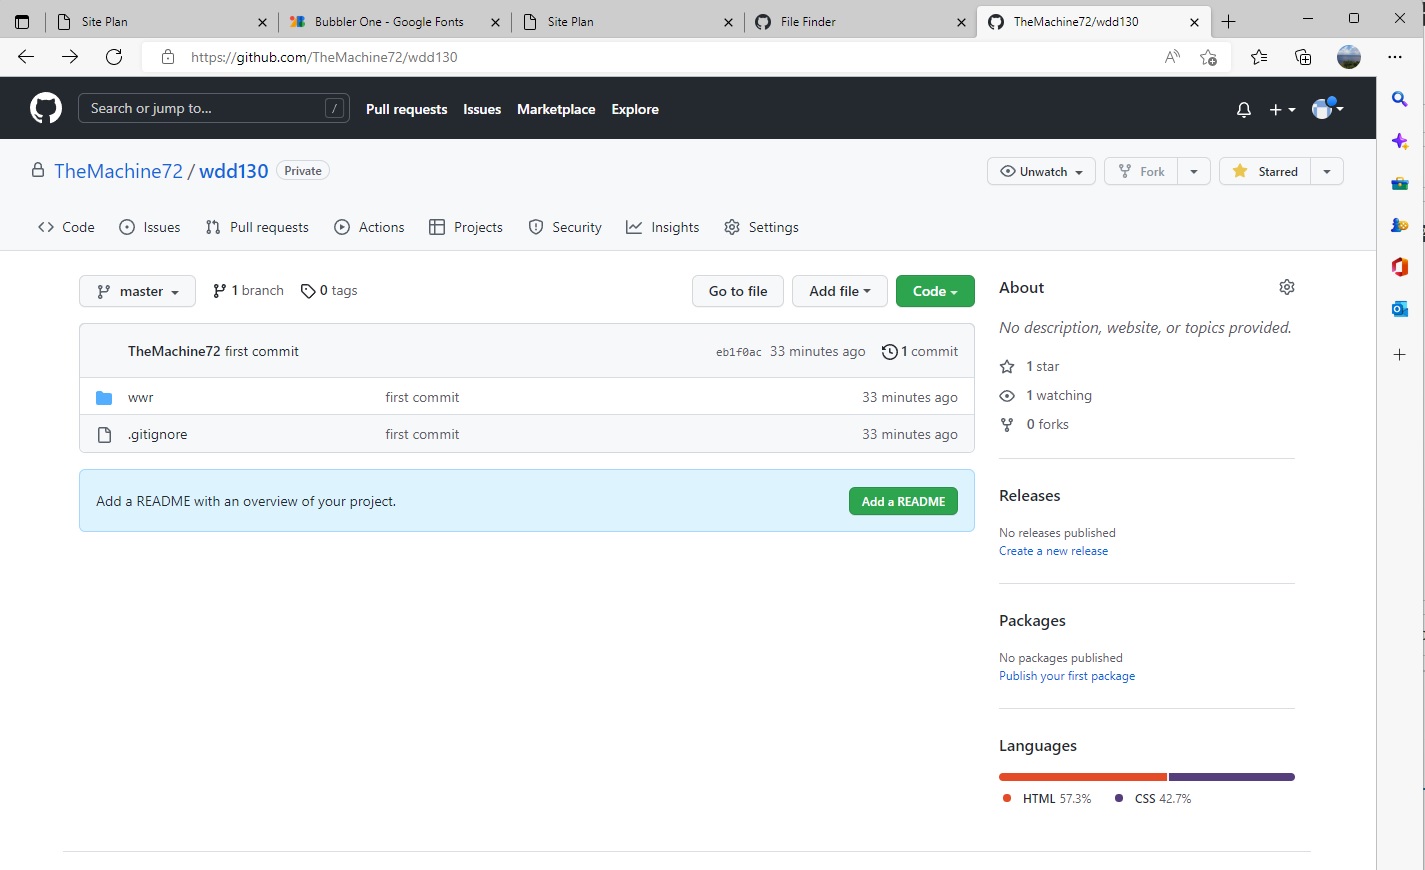 Site Plan
Bubbler One - Google Fonts
Site Plan
File Finder
TheMachine72/wdd130
https://github.com/TheMachine72/wdd130
Search or jump to...
/
Pull requests
Issues
Marketplace
Explore
TheMachine72 / wdd130
Private
Unwatch
Fork
Starred
Code
Issues
Pull requests
Actions
Projects
Security
Insights
Settings
master
1 branch
0 tags
Go to file
Add file
Code
TheMachine72 first commit
eb1f0ac 33 minutes ago
1 commit
wwr
first commit
33 minutes ago
.gitignore
first commit
33 minutes ago
Add a README with an overview of your project.
Add a README
About
No description, website, or topics provided.
1 star
1 watching
0 forks
Releases
No releases published
Create a new release
Packages
No packages published
Publish your first package
Languages
HTML 57.3%
CSS 42.7%